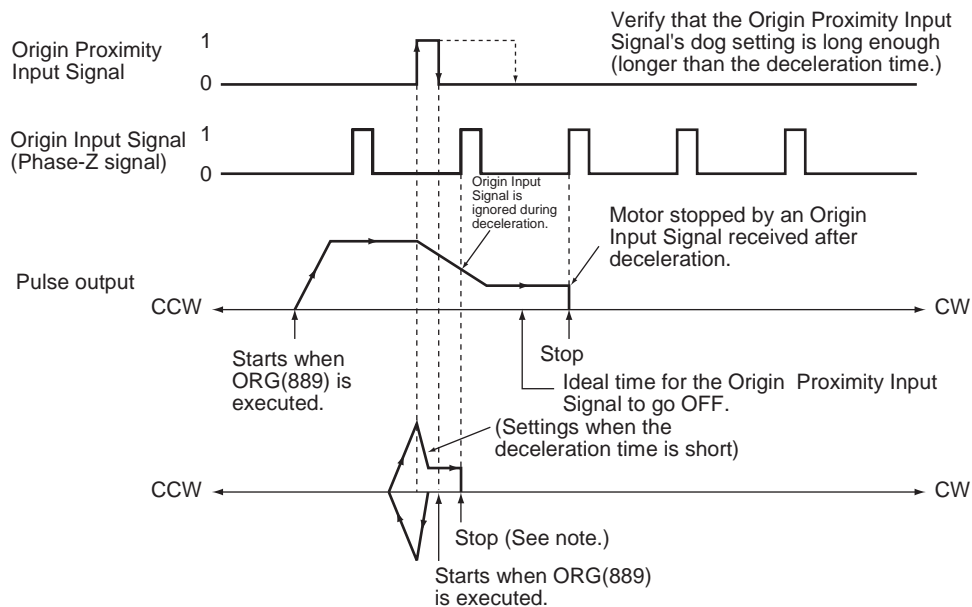 Verify that the Origin Proximity Input
Signal's dog setting is long enough
(longer than the deceleration time.)
Origin Proximity
Input Signal
1
0
Origin Input Signal
(Phase-Z signal)
1
0
Origin Input
Signal is
ignored during
deceleration.
Motor stopped by an Origin
Input Signal received after
deceleration.
Pulse output
CCW
CW
Starts when
ORG(889) is
executed.
Stop
Ideal time for the Origin Proximity Input
Signal to go OFF.
(Settings when the
deceleration time is short)
CCW
CW
Stop (See note.)
Starts when ORG(889)
is executed.